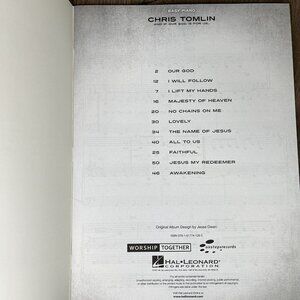 EASY PIANO
CHRIS TOMLIN
AND IF OUR GOD IS FOR US..
2 OUR GOD
12 I WILL FOLLOW
7 I LIFT MY HANDS
16 MAJESTY OF HEAVEN
20 NO CHAINS ON ME
30 LOVELY
34 THE NAME OF JESUS
40 ALL TO US
25 FAITHFUL
50 JESUS MY REDEEMER
46 AWAKENING
Original Album Design by Jesse Owen
WORSHIP TOGETHER
sixstepsrecords
HAL•LEONARD
CORPORATION